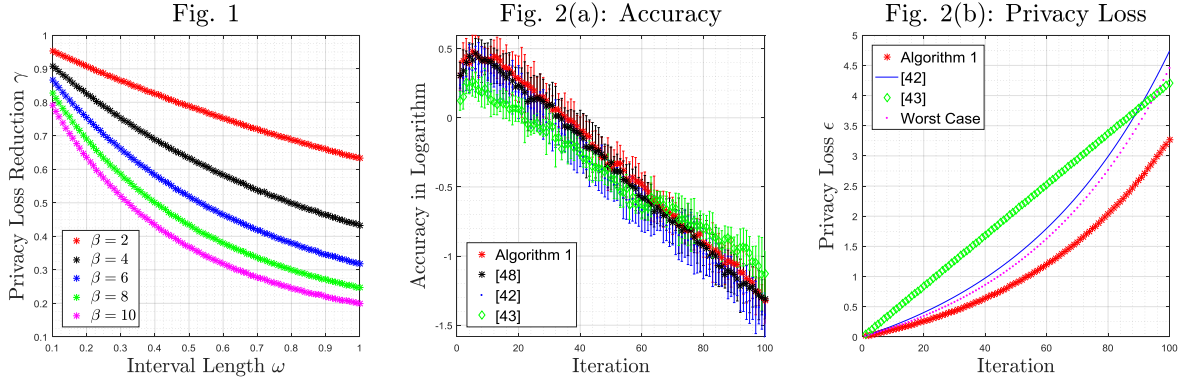 Fig. 1
Privacy Loss Reduction γ
1
0.9
0.8
0.7
0.6
0.5
0.4
0.3
0.2
0.1
β = 2
β = 4
β = 6
β = 8
β = 10
0.1 0.2 0.3 0.4 0.5 0.6 0.7 0.8 0.9 1
Interval Length ω
Fig. 2(a): Accuracy
Accuracy in Logarithm
0.5
0
-0.5
-1
-1.5
Algorithm 1
[48]
[42]
[43]
0 20 40 60 80 100
Iteration
Fig. 2(b): Privacy Loss
Privacy Loss ϵ
5
4.5
4
3.5
3
2.5
2
1.5
1
0.5
0
Algorithm 1
[42]
[43]
Worst Case
0 20 40 60 80 100
Iteration